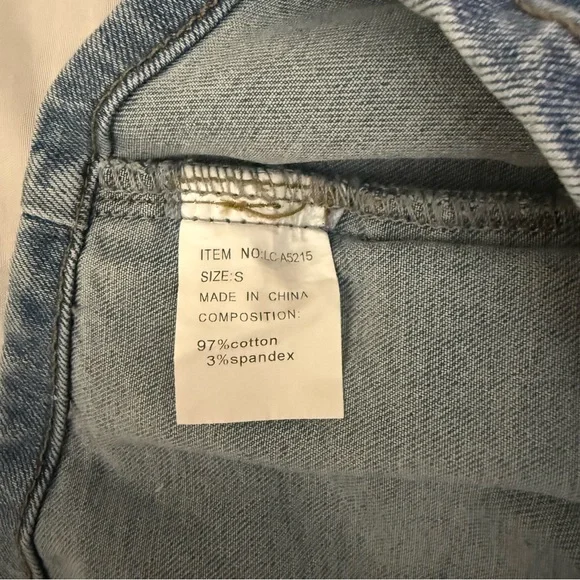 ITEM NO:LC-A5215
SIZE:S
MADE IN CHINA
COMPOSITION:
97%cotton
3%spandex